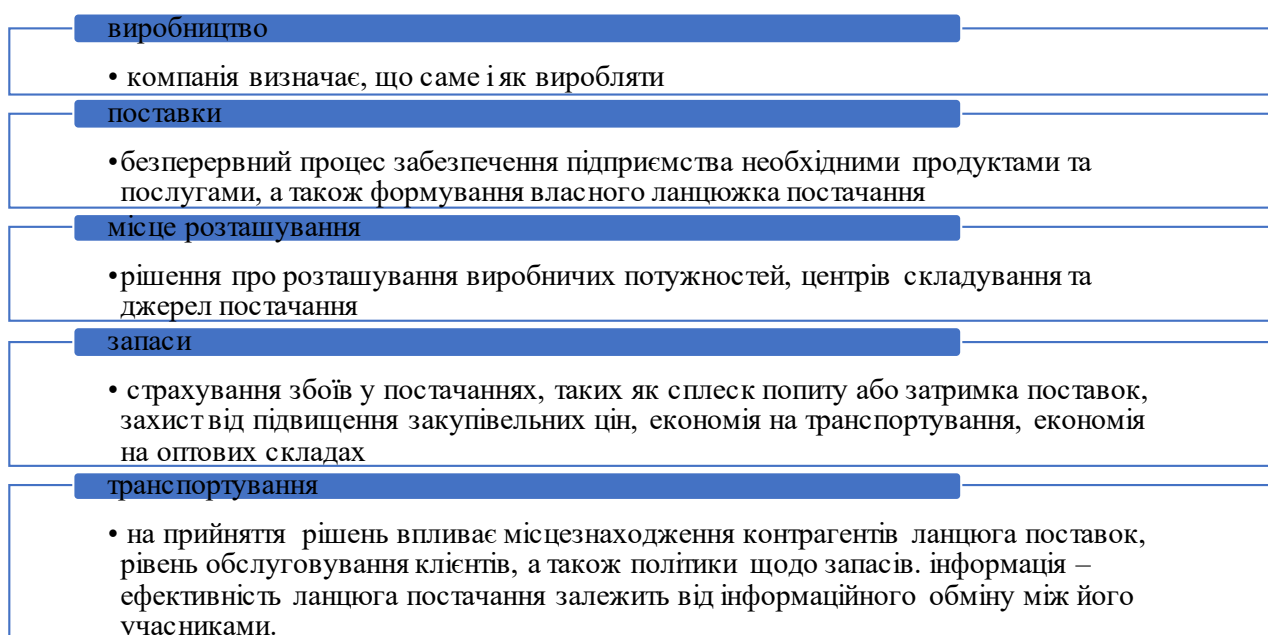 виробництво
• компанія визначає, що саме і як виробляти
поставки
•безперервний процес забезпечення підприємства необхідними продуктами та
послугами, а також формування власного ланцюжка постачання
місце розташування
•рішення про розташування виробничих потужностей, центрів складування та
джерел постачання
запаси
• страхування збоїв у постачаннях, таких як сплеск попиту або затримка поставок,
захист від підвищення закупівельних цін, економія на транспортування, економія
на оптових складах
транспортування
• на прийняття рішень впливає місцезнаходження контрагентів ланцюга поставок,
рівень обслуговування клієнтів, а також політики щодо запасів. інформація –
ефективність ланцюга постачання залежить від інформаційного обміну між його
учасниками.